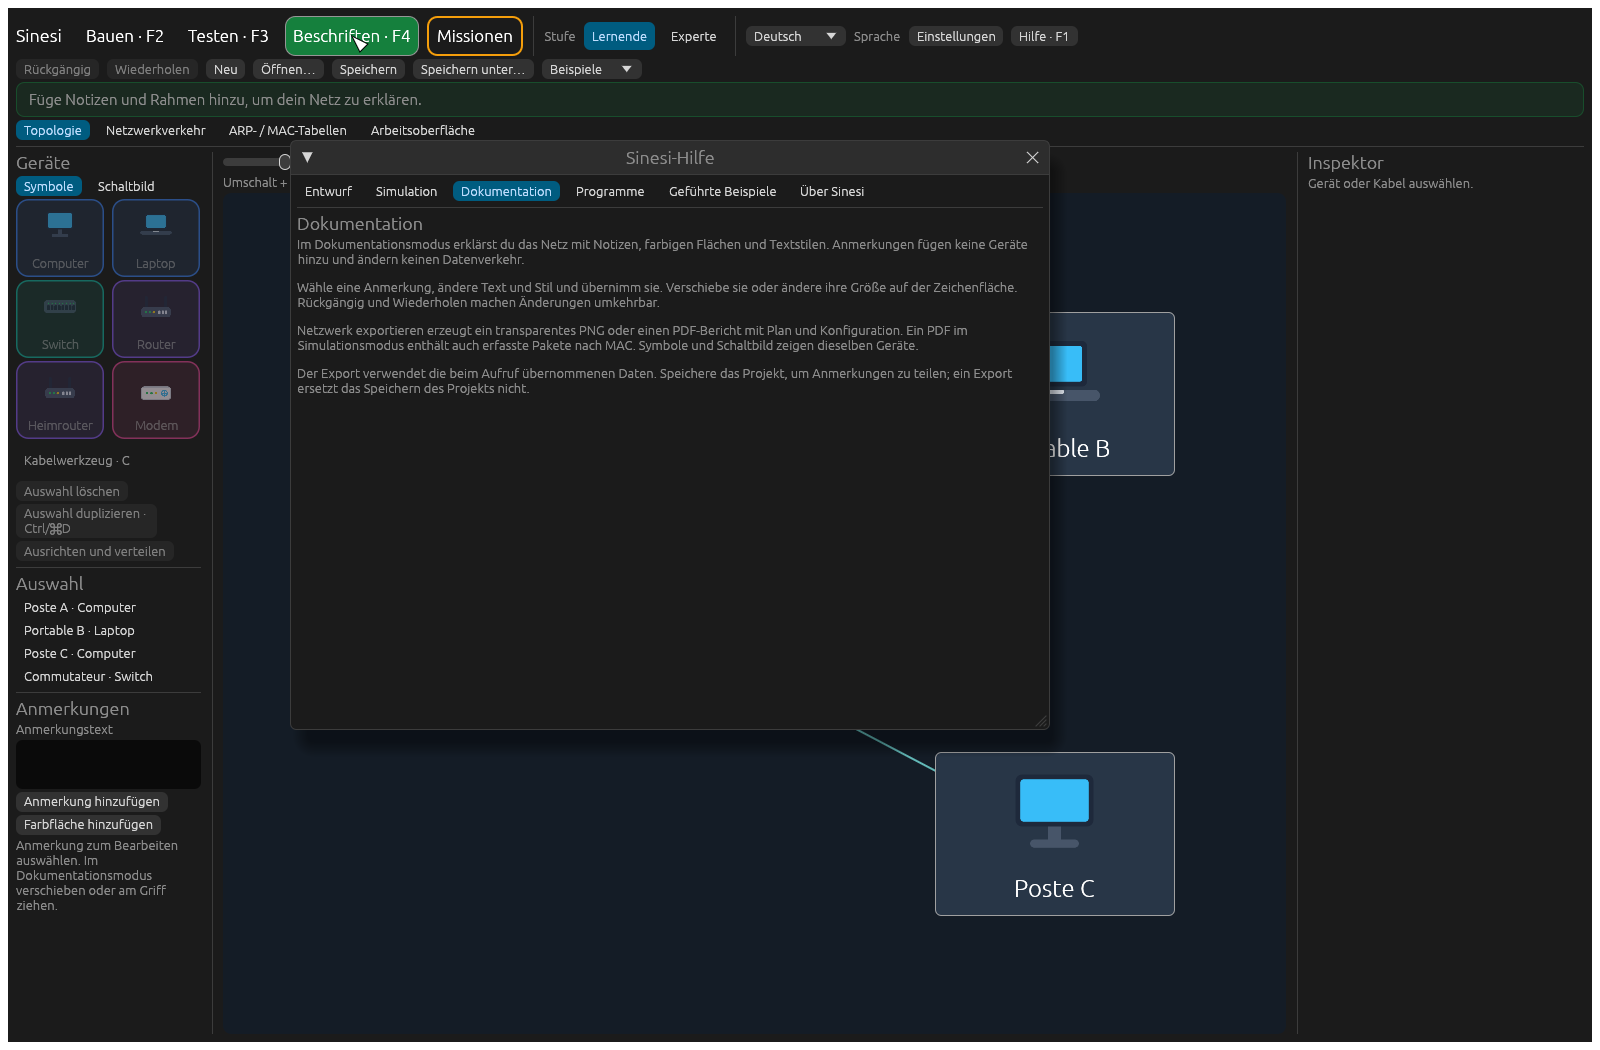 Sinesi Bauen · F2 Testen · F3 Beschriften · F4 Missionen Stufe Lernende Experte Deutsch Sprache Einstellungen Hilfe · F1
Rückgängig Wiederholen Neu Öffnen... Speichern Speichern unter... Beispiele
Füge Notizen und Rahmen hinzu, um dein Netz zu erklären.
Topologie Netzwerkverkehr ARP- / MAC-Tabellen Arbeitsoberfläche
Geräte
Symbole Schaltbild
Computer Laptop
Switch Router
Heimrouter Modem
Kabelwerkzeug · C
Auswahl löschen
Auswahl duplizieren ·
Ctrl/⌘D
Ausrichten und verteilen
Auswahl
Poste A · Computer
Portable B · Laptop
Poste C · Computer
Commutateur · Switch
Anmerkungen
Anmerkungstext
Anmerkung hinzufügen
Farbfläche hinzufügen
Anmerkung zum Bearbeiten
auswählen. Im
Dokumentationsmodus
verschieben oder am Griff
ziehen.
Umschalt +
Sinesi-Hilfe
Entwurf Simulation Dokumentation Programme Geführte Beispiele Über Sinesi
Dokumentation
Im Dokumentationsmodus erklärst du das Netz mit Notizen, farbigen Flächen und Textstilen. Anmerkungen fügen keine Geräte
hinzu und ändern keinen Datenverkehr.
Wähle eine Anmerkung, ändere Text und Stil und übernimm sie. Verschiebe sie oder ändere ihre Größe auf der Zeichenfläche.
Rückgängig und Wiederholen machen Änderungen umkehrbar.
Netzwerk exportieren erzeugt ein transparentes PNG oder einen PDF-Bericht mit Plan und Konfiguration. Ein PDF im
Simulationsmodus enthält auch erfasste Pakete nach MAC. Symbole und Schaltbild zeigen dieselben Geräte.
Der Export verwendet die beim Aufruf übernommenen Daten. Speichere das Projekt, um Anmerkungen zu teilen; ein Export
ersetzt das Speichern des Projekts nicht.
able B
Poste C
Inspektor
Gerät oder Kabel auswählen.